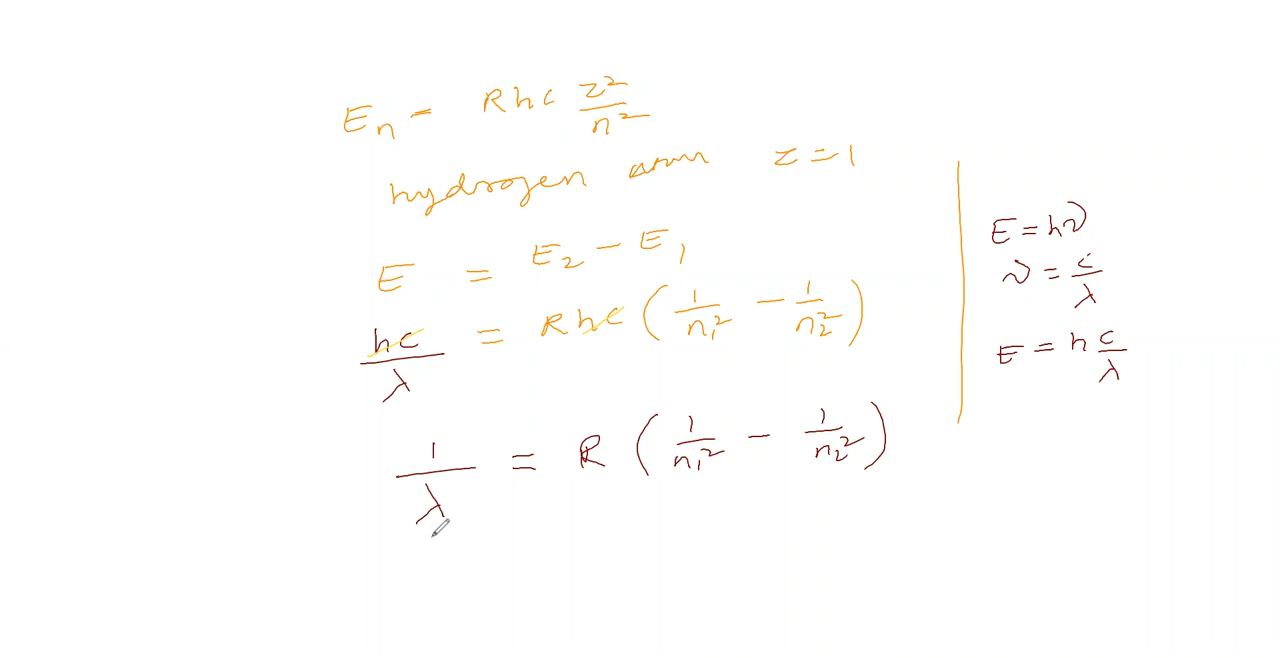 Eₙ = Rhc z²/n²
hydrogen atom z = 1
E = E₂ - E₁
hc/λ = Rhc (1/n₁² - 1/n₂²)
1/λ = R (1/n₁² - 1/n₂²)
E = hν
ν = c/λ
E = h c/λ